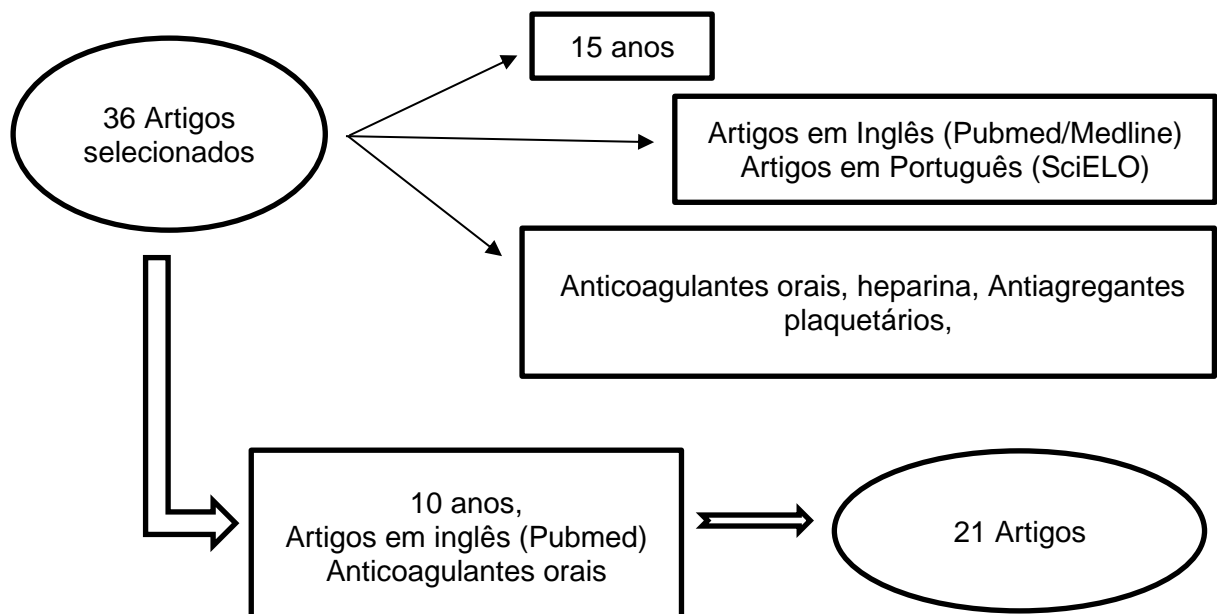 15 anos
36 Artigos
selecionados
Artigos em Inglês (Pubmed/Medline)
Artigos em Português (SciELO)
Anticoagulantes orais, heparina, Antiagregantes
plaquetários,
10 anos,
Artigos em inglês (Pubmed)
Anticoagulantes orais
21 Artigos